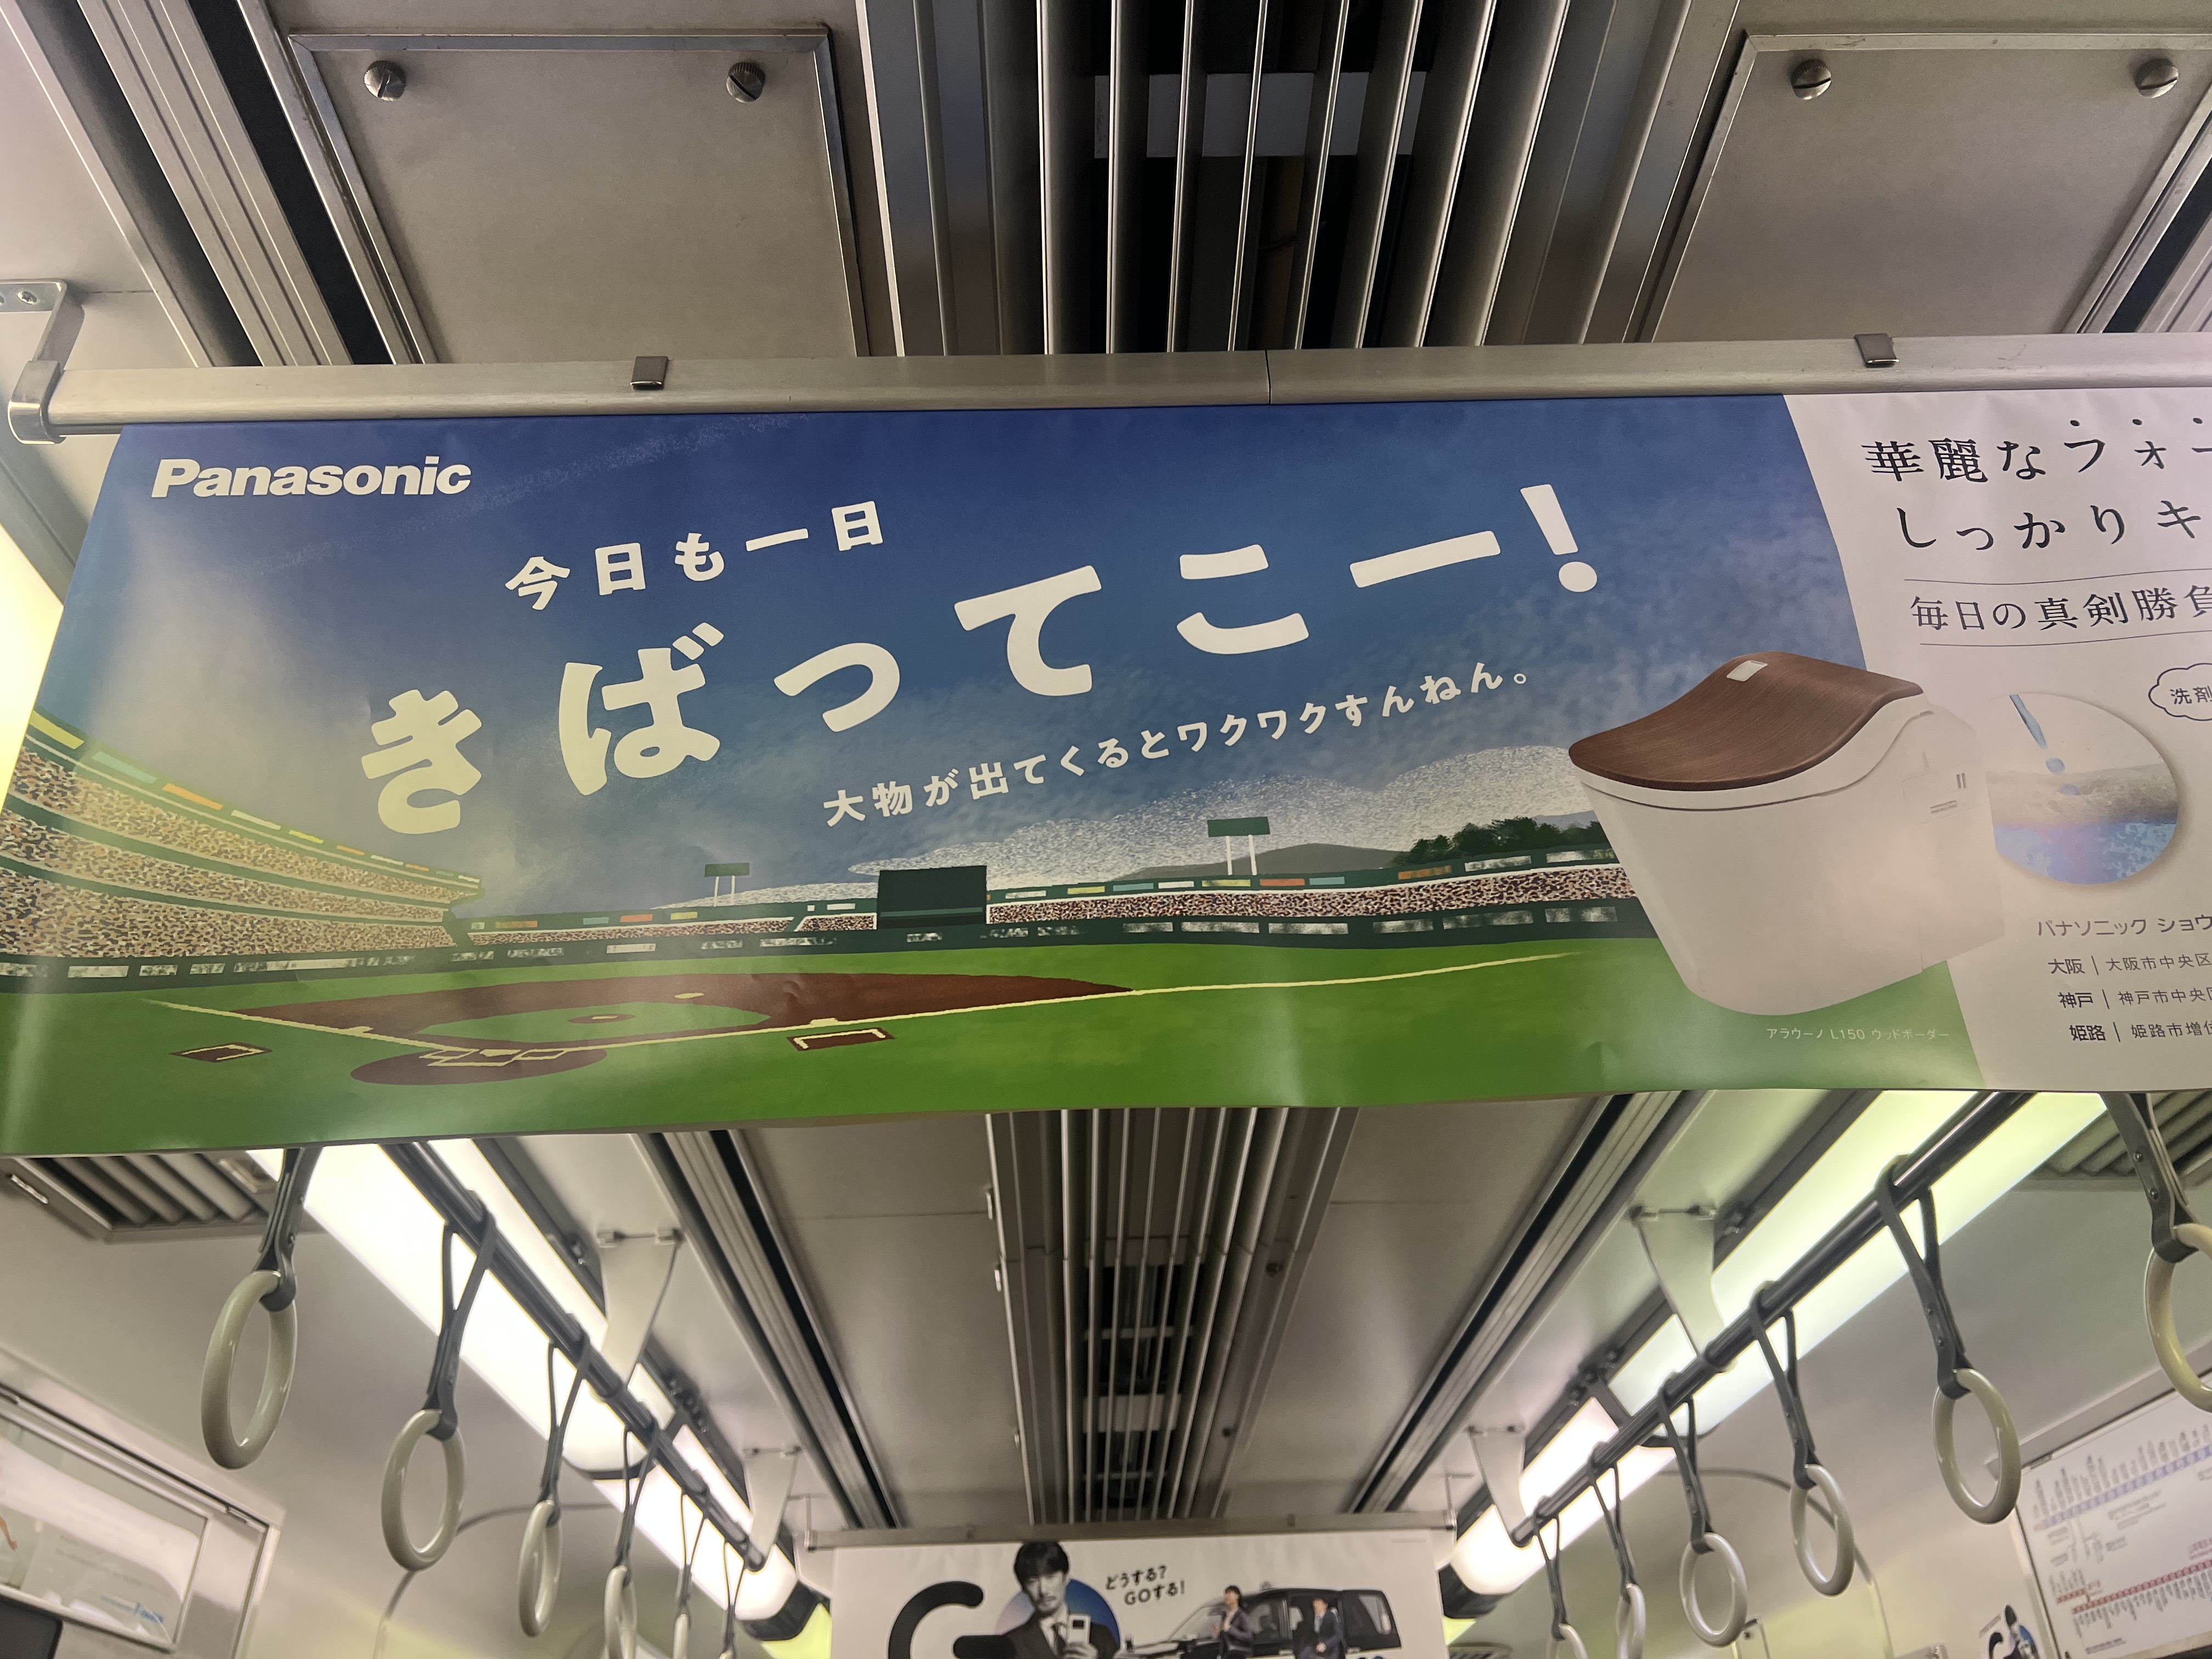 Panasonic
今日も一日
きばってこー!
大物が出てくるとワクワクすんねん。
アラウーノ L150 ウッドボーダー
華麗なフォー
しっかりキ
毎日の真剣勝負
洗剤
パナソニック ショウ
大阪 | 大阪市中央区
神戸 | 神戸市中央区
姫路 | 姫路市増位
どうする?
GOする!